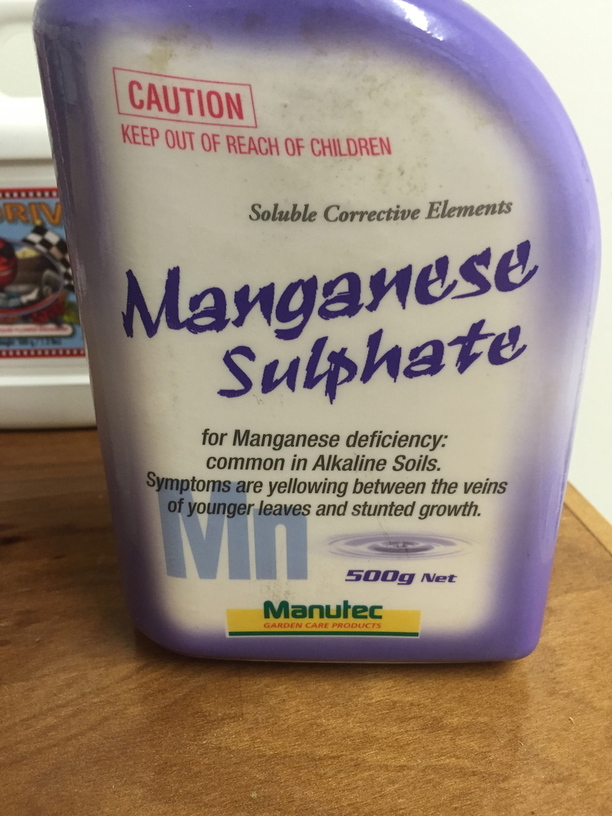 CAUTION
KEEP OUT OF REACH OF CHILDREN
Soluble Corrective Elements
Manganese
Sulphate
for Manganese deficiency:
common in Alkaline Soils.
Symptoms are yellowing between the veins
of younger leaves and stunted growth.
Mn
500g Net
Manutec
GARDEN CARE PRODUCTS